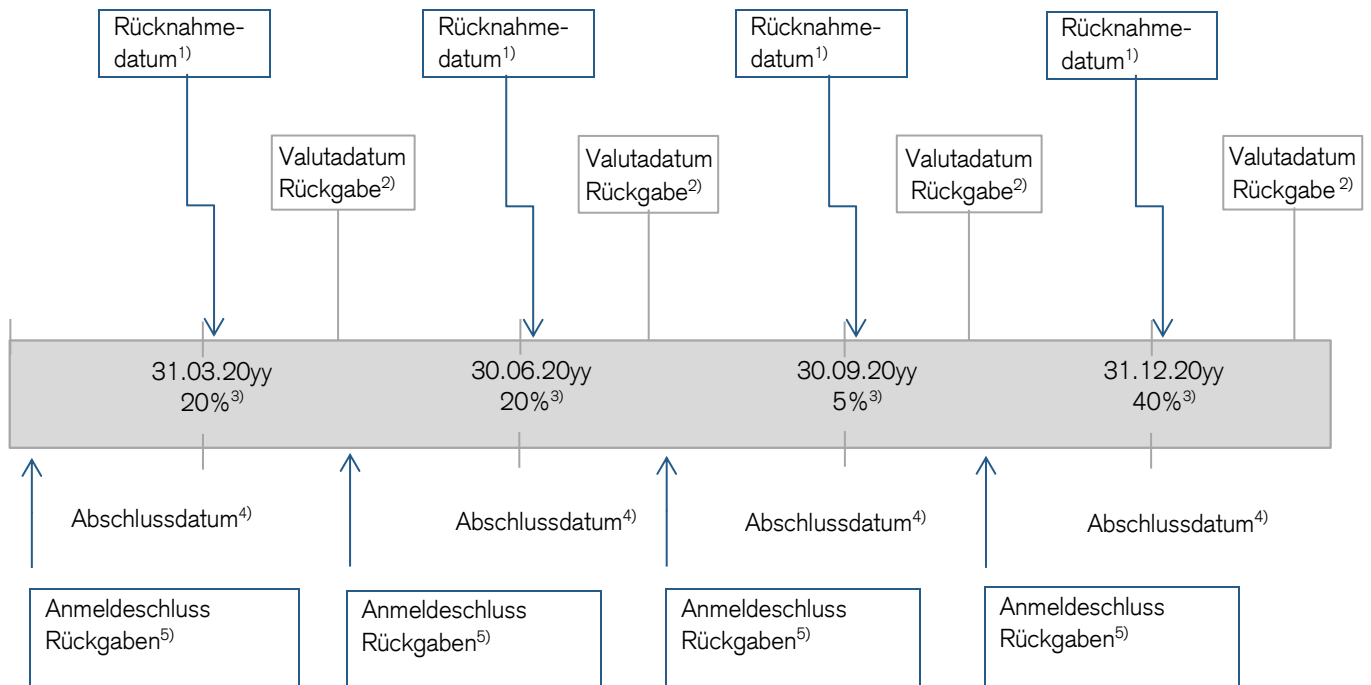 Rücknahme-
datum1)
Rücknahme-
datum1)
Rücknahme-
datum1)
Rücknahme-
datum1)
Valutadatum
Rückgabe2)
Valutadatum
Rückgabe2)
Valutadatum
Rückgabe2)
Valutadatum
Rückgabe 2)
31.03.20yy
20%3)
30.06.20yy
20%3)
30.09.20yy
5%3)
31.12.20yy
40%3)
Abschlussdatum4)
Abschlussdatum4)
Abschlussdatum4)
Abschlussdatum4)
Anmeldeschluss
Rückgaben5)
Anmeldeschluss
Rückgaben5)
Anmeldeschluss
Rückgaben5)
Anmeldeschluss
Rückgaben5)